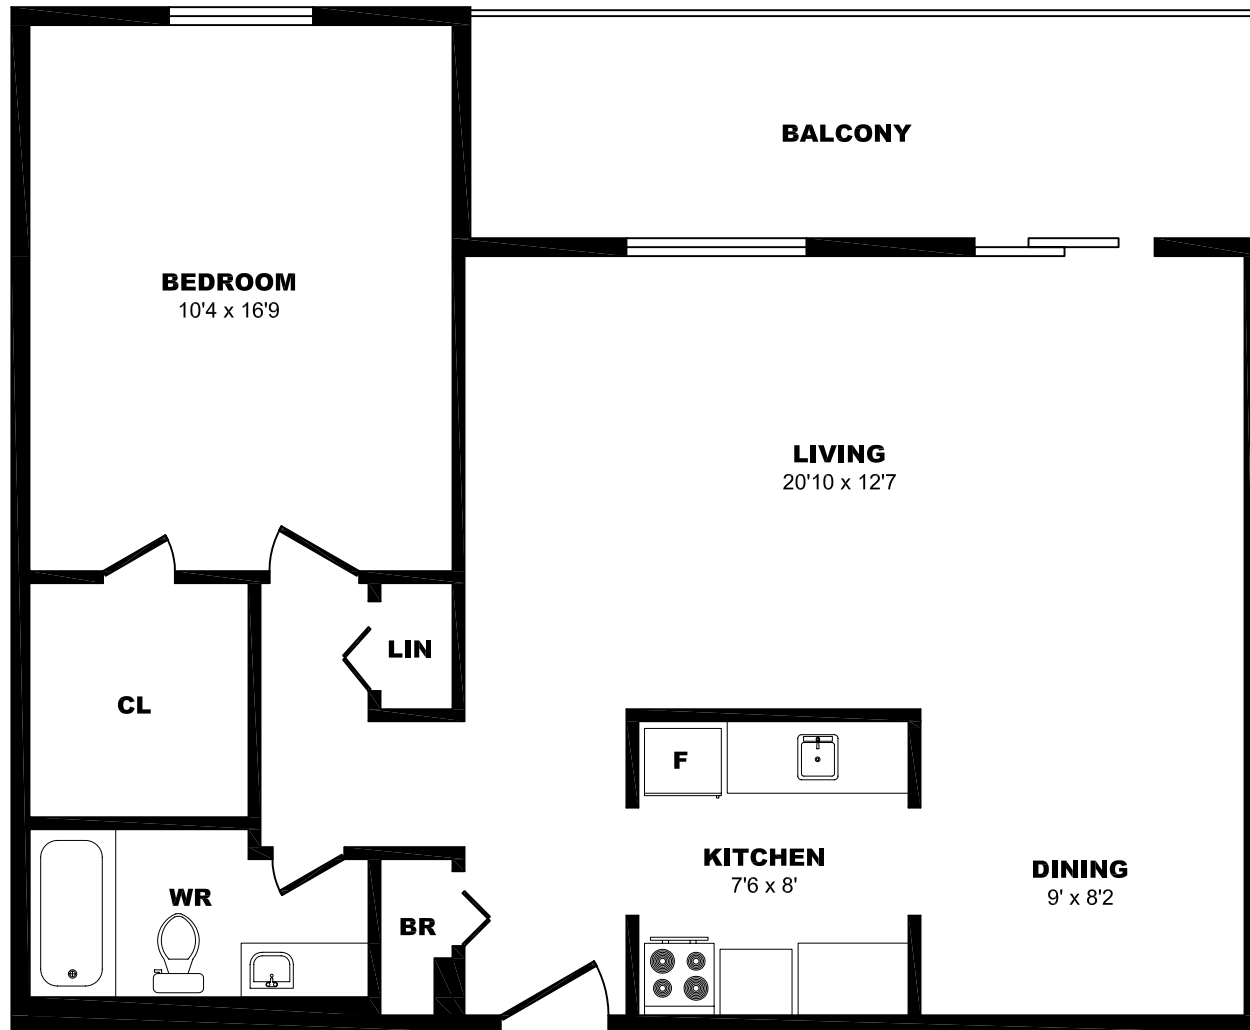 BALCONY
BEDROOM
10'4 x 16'9
LIVING
20'10 x 12'7
LIN
CL
F
KITCHEN
7'6 x 8'
DINING
9' x 8'2
WR
BR